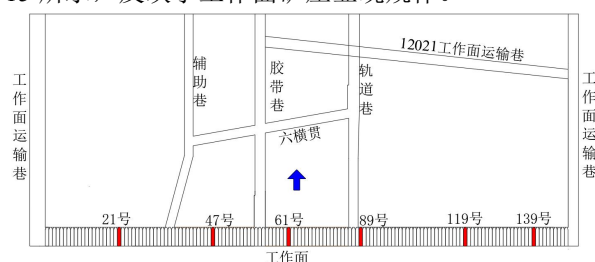 12021工作面运输巷
辅助巷
胶带巷
轨道巷
工作面运输巷
工作面运输巷
六横贯
21号
47号
61号
89号
119号
139号
工作面